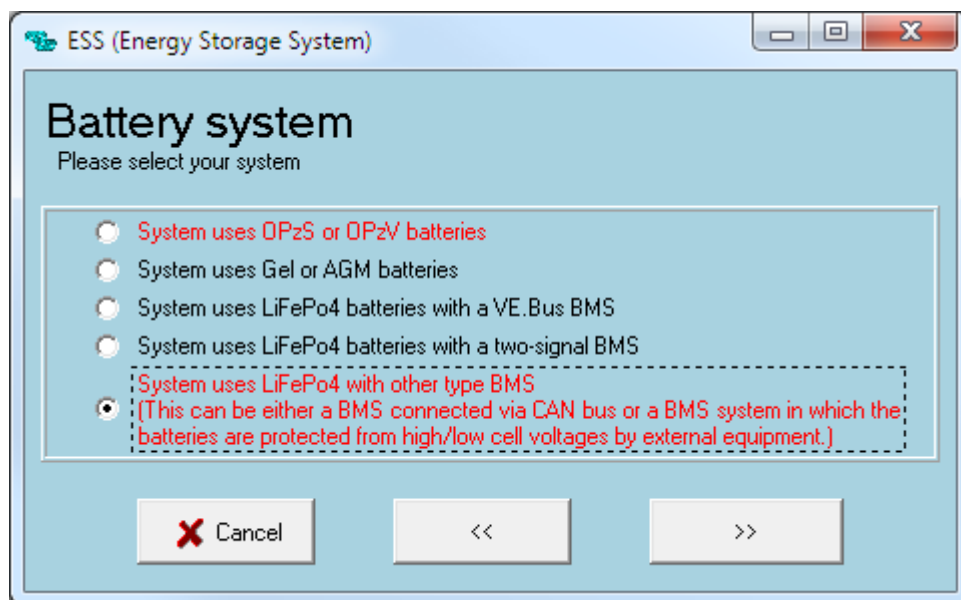 ESS (Energy Storage System)
Battery system
Please select your system
System uses OPzS or OPzV batteries
System uses Gel or AGM batteries
System uses LiFePo4 batteries with a VE.Bus BMS
System uses LiFePo4 batteries with a two-signal BMS
System uses LiFePo4 with other type BMS
(This can be either a BMS connected via CAN bus or a BMS system in which the
batteries are protected from high/low cell voltages by external equipment.)
Cancel << >>